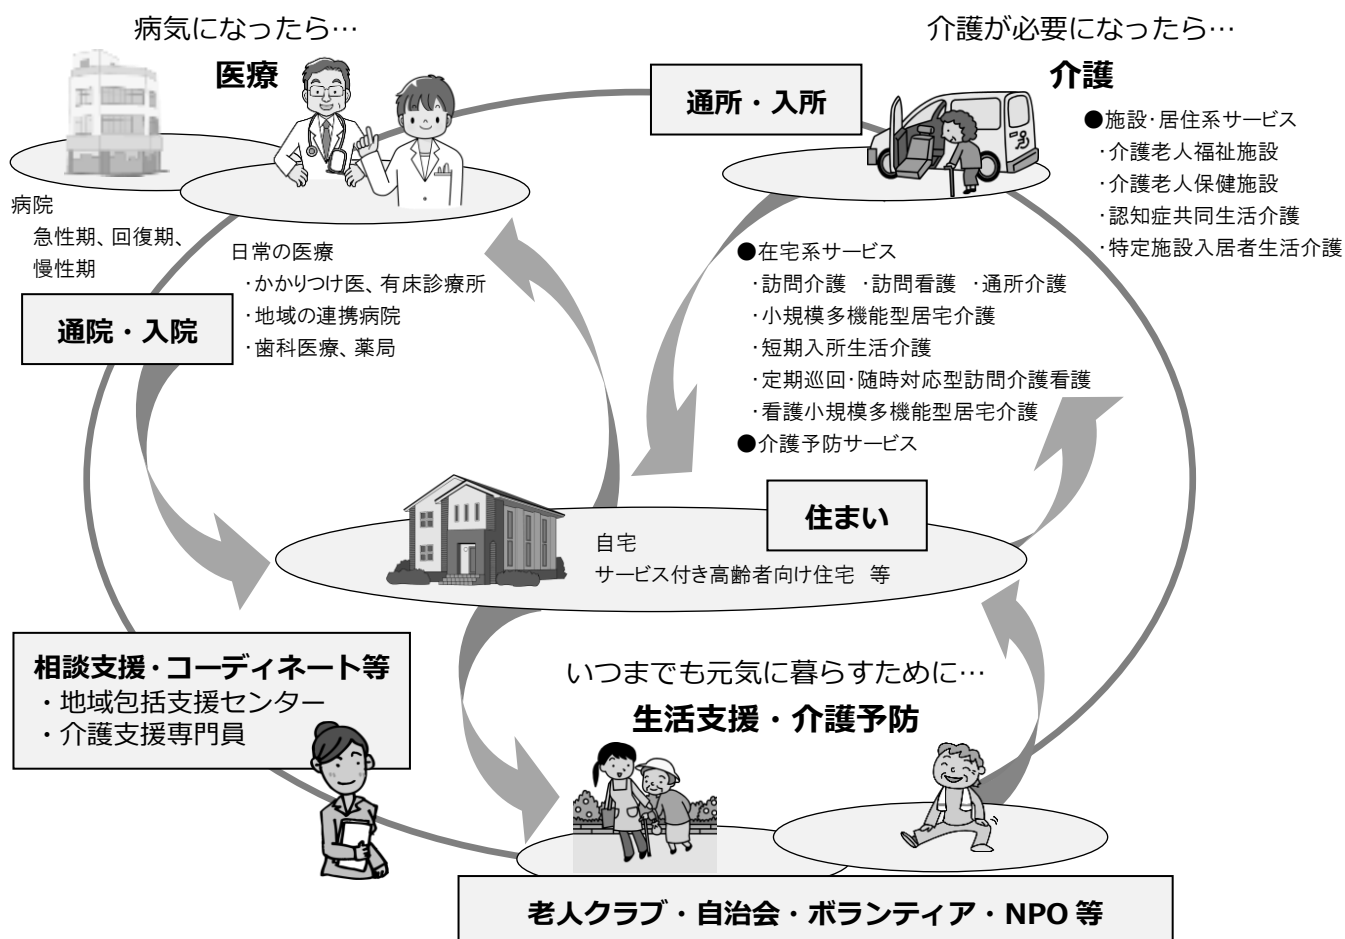 病気になったら…
医療
病院
急性期、回復期、
慢性期
日常の医療
・かかりつけ医、有床診療所
・地域の連携病院
・歯科医療、薬局
通院・入院
通所・入所
介護が必要になったら…
介護
●施設・居住系サービス
・介護老人福祉施設
・介護老人保健施設
・認知症共同生活介護
・特定施設入居者生活介護
●在宅系サービス
・訪問介護 ・訪問看護 ・通所介護
・小規模多機能型居宅介護
・短期入所生活介護
・定期巡回・随時対応型訪問介護看護
・看護小規模多機能型居宅介護
●介護予防サービス
住まい
自宅
サービス付き高齢者向け住宅 等
相談支援・コーディネート等
・地域包括支援センター
・介護支援専門員
いつまでも元気に暮らすために…
生活支援・介護予防
老人クラブ・自治会・ボランティア・NPO 等